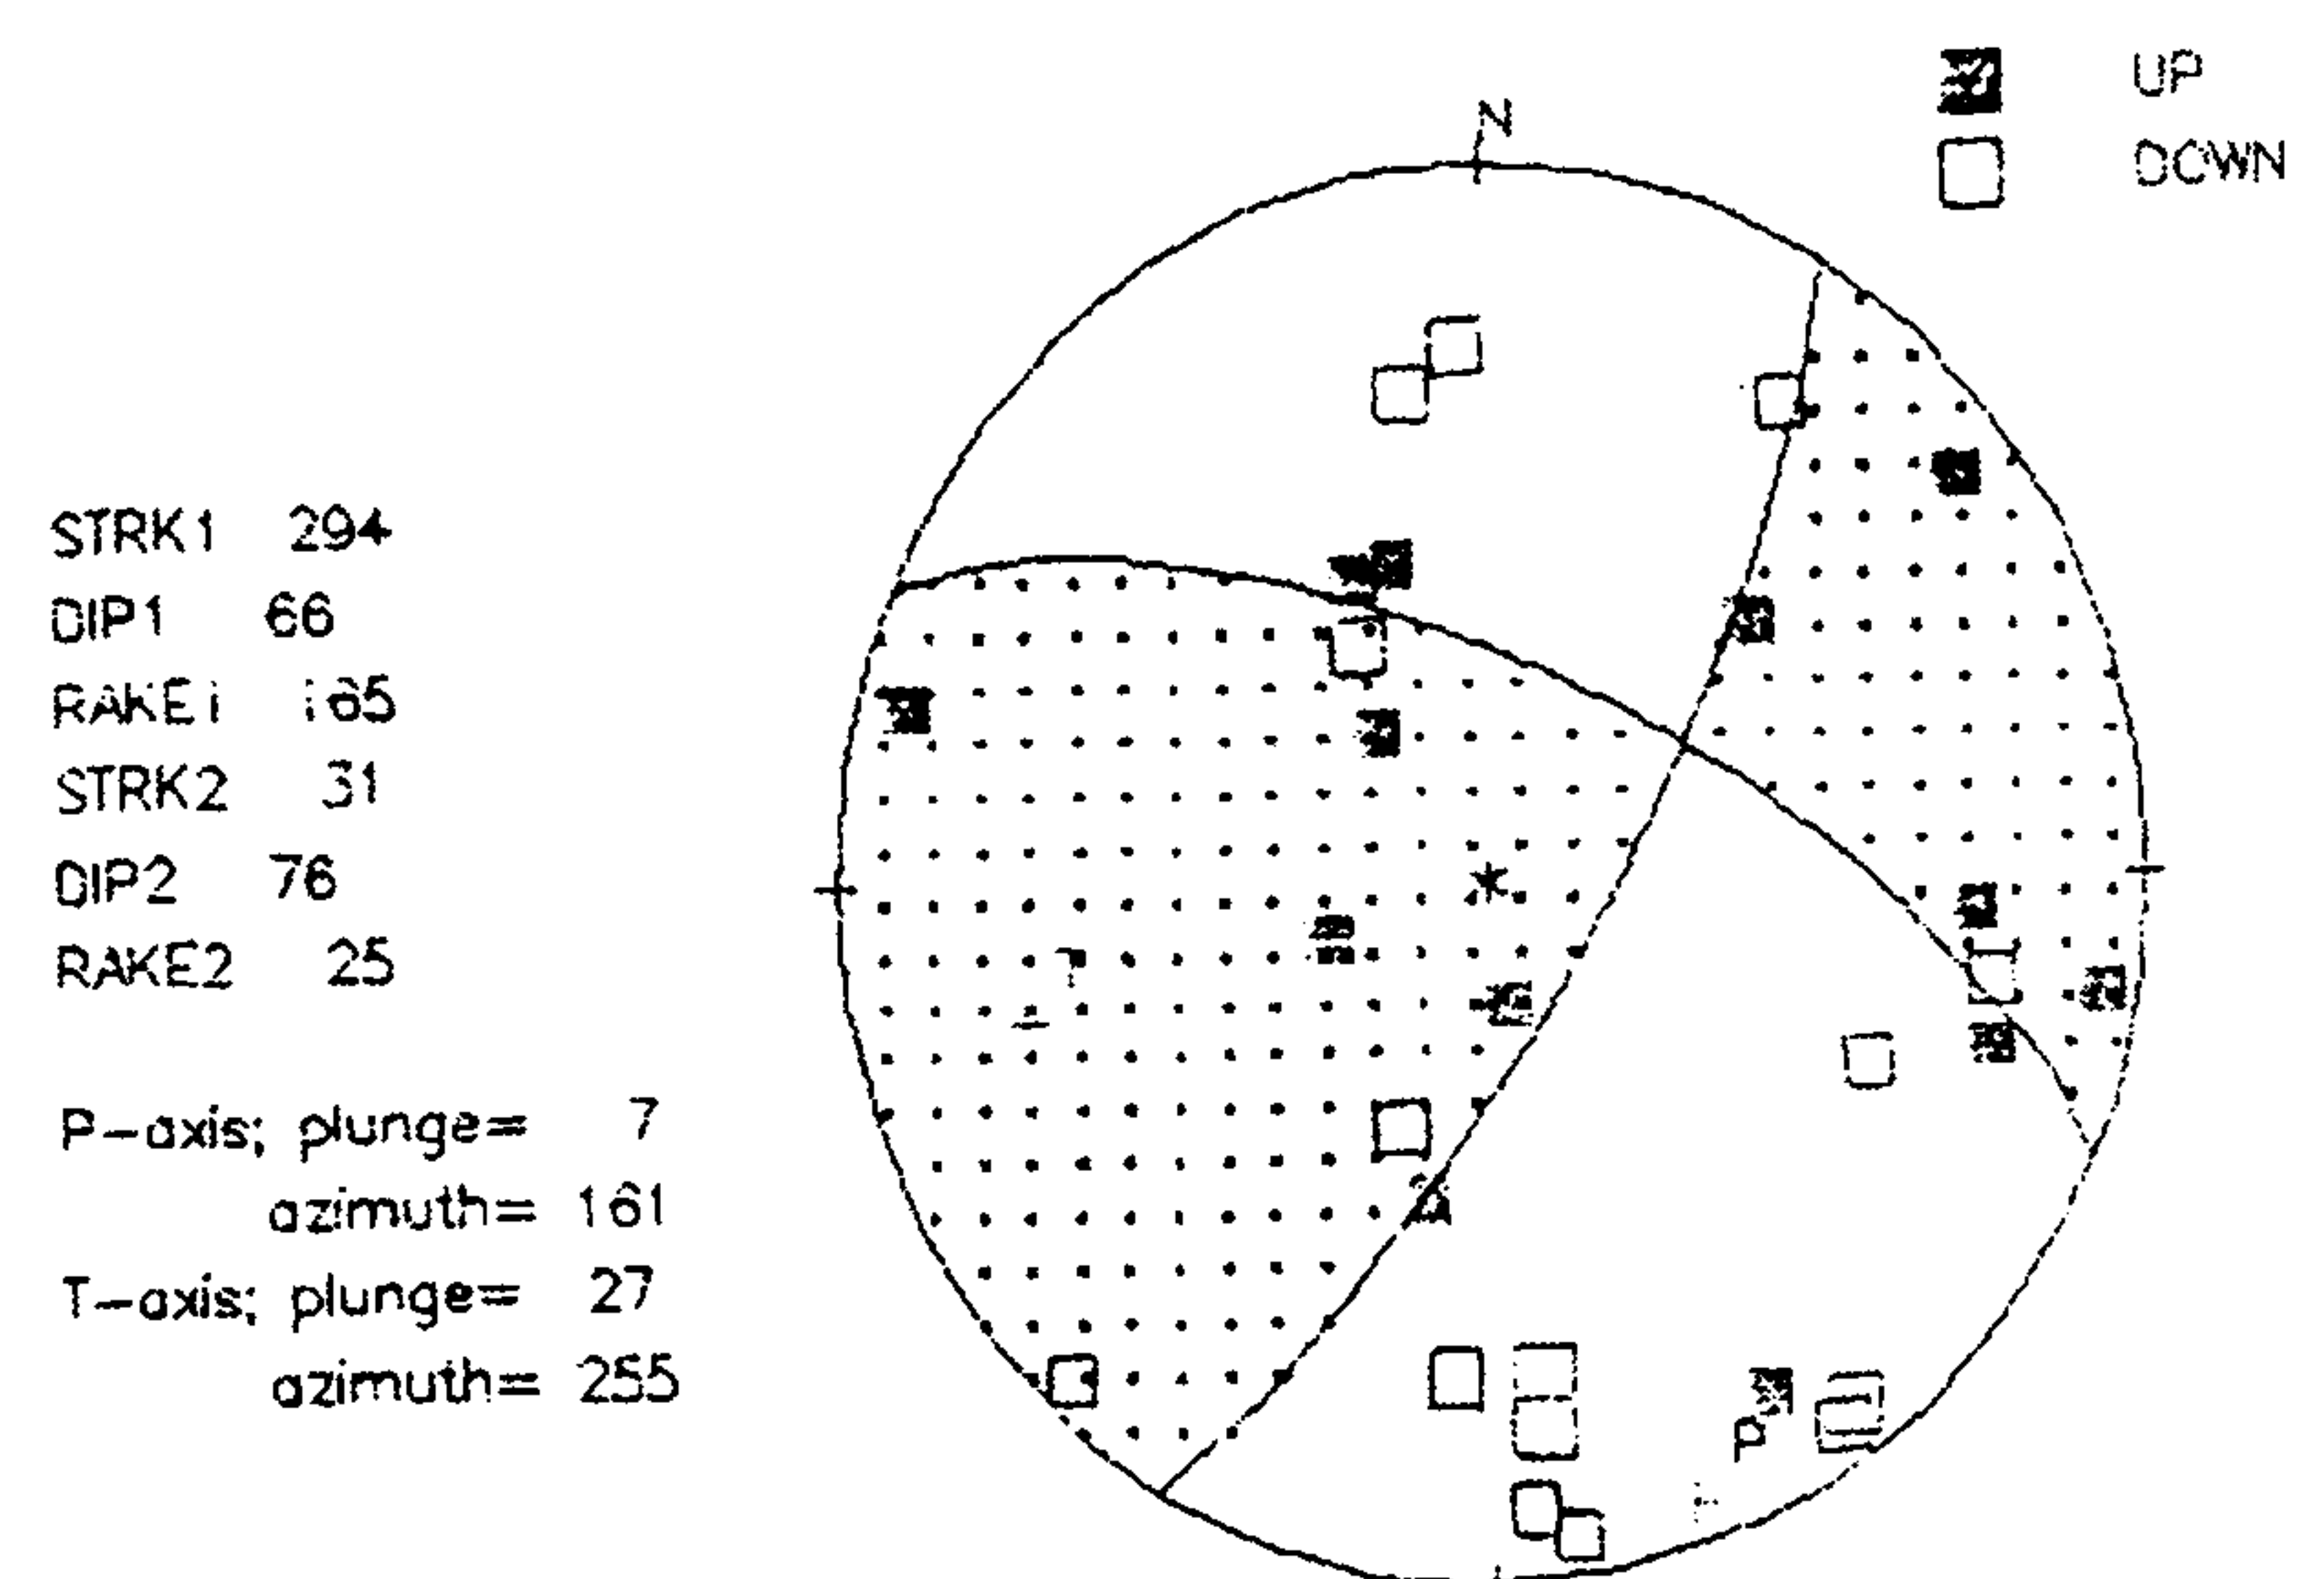 UP
DOWN
N
STRK1 294
DIP1 66
RAKE1 165
STRK2 31
DIP2 76
RAKE2 25
P-axis; plunge= 7
azimuth= 161
T-axis; plunge= 27
azimuth= 255
T
P